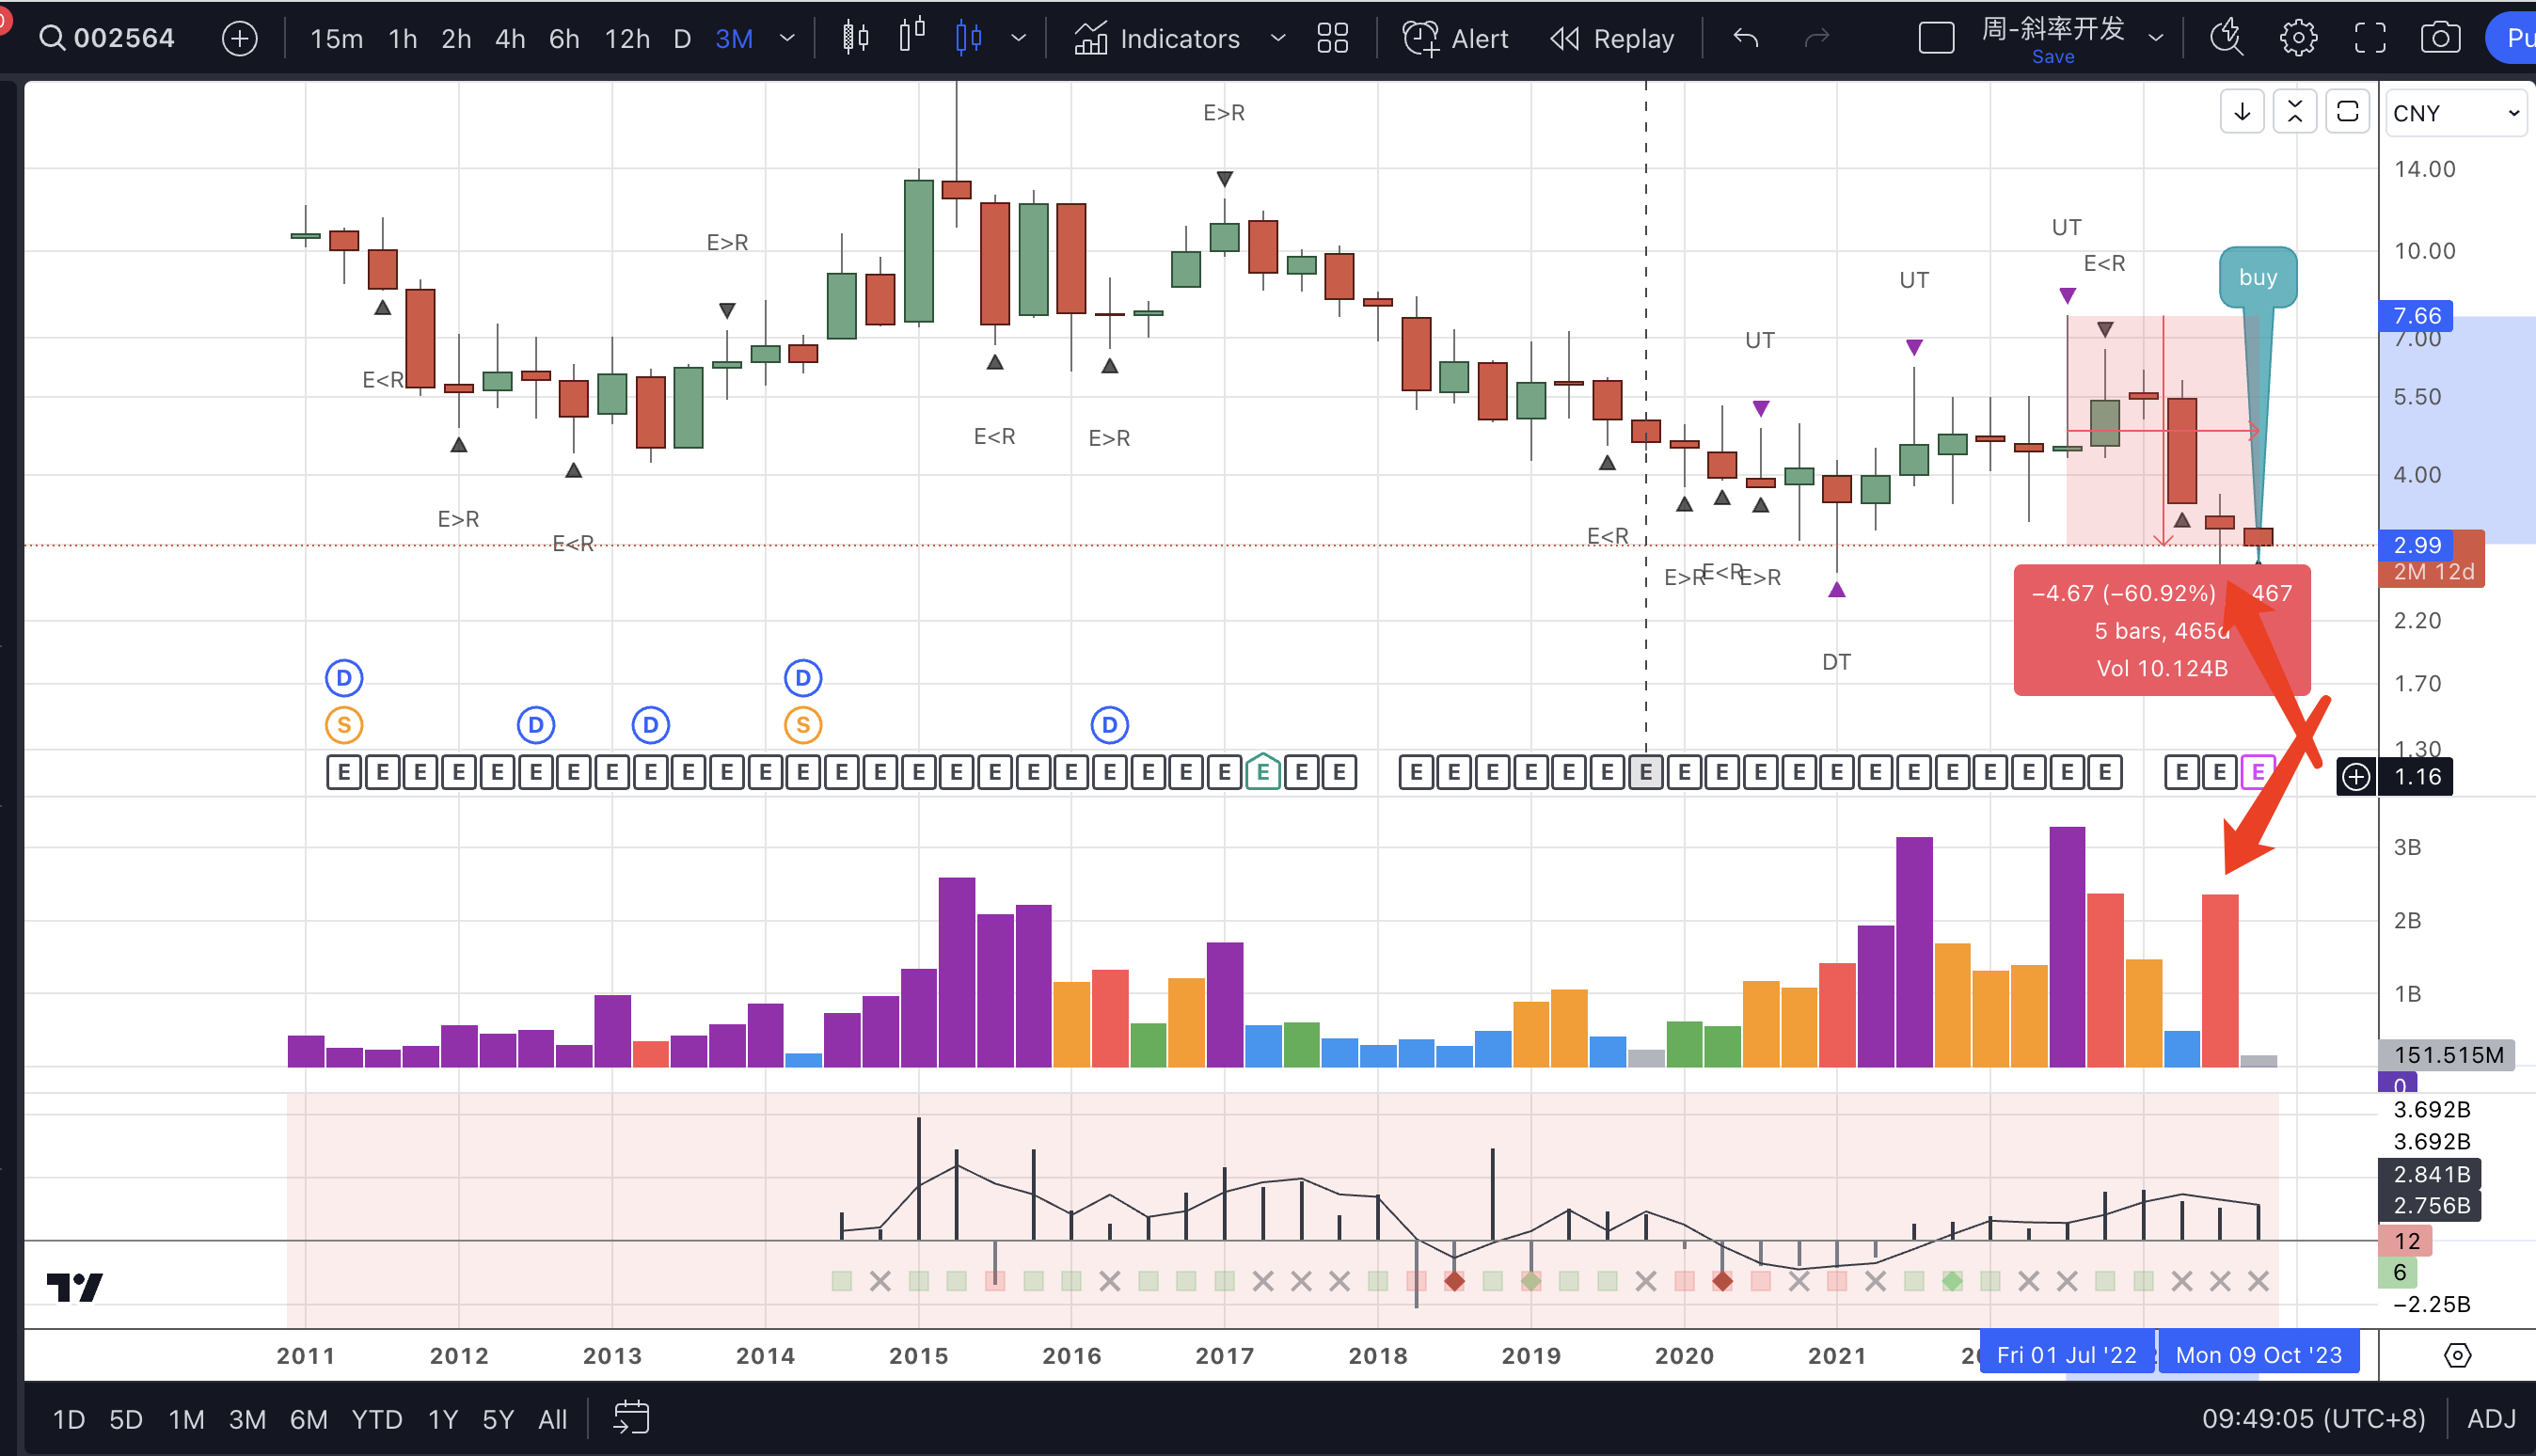 002564 15m 1h 2h 4h 6h 12h D 3M Indicators Alert Replay 周-斜率开发
Save
Pu
CNY
E>R
14.00
E>R
UT
10.00
E<R
UT
buy
7.66
UT
7.00
E<R
5.50
E<R E>R
4.00
E>R
E<R
E<R
2.99
E>R E<R E>R
2M 12d
−4.67 (−60.92%) 467
2.20
5 bars, 465d
DT
Vol 10.124B
D D
1.70
S D D S D
1.30
E E E E E E E E E E E E E E E E E E E E E E E E E E E E E E E E E E E E E E E E E E E E E E E E E
1.16
3B
2B
1B
151.515M
0
3.692B
3.692B
2.841B
2.756B
12
6
−2.25B
2011 2012 2013 2014 2015 2016 2017 2018 2019 2020 2021 Fri 01 Jul '22 Mon 09 Oct '23
1D 5D 1M 3M 6M YTD 1Y 5Y All 09:49:05 (UTC+8) ADJ